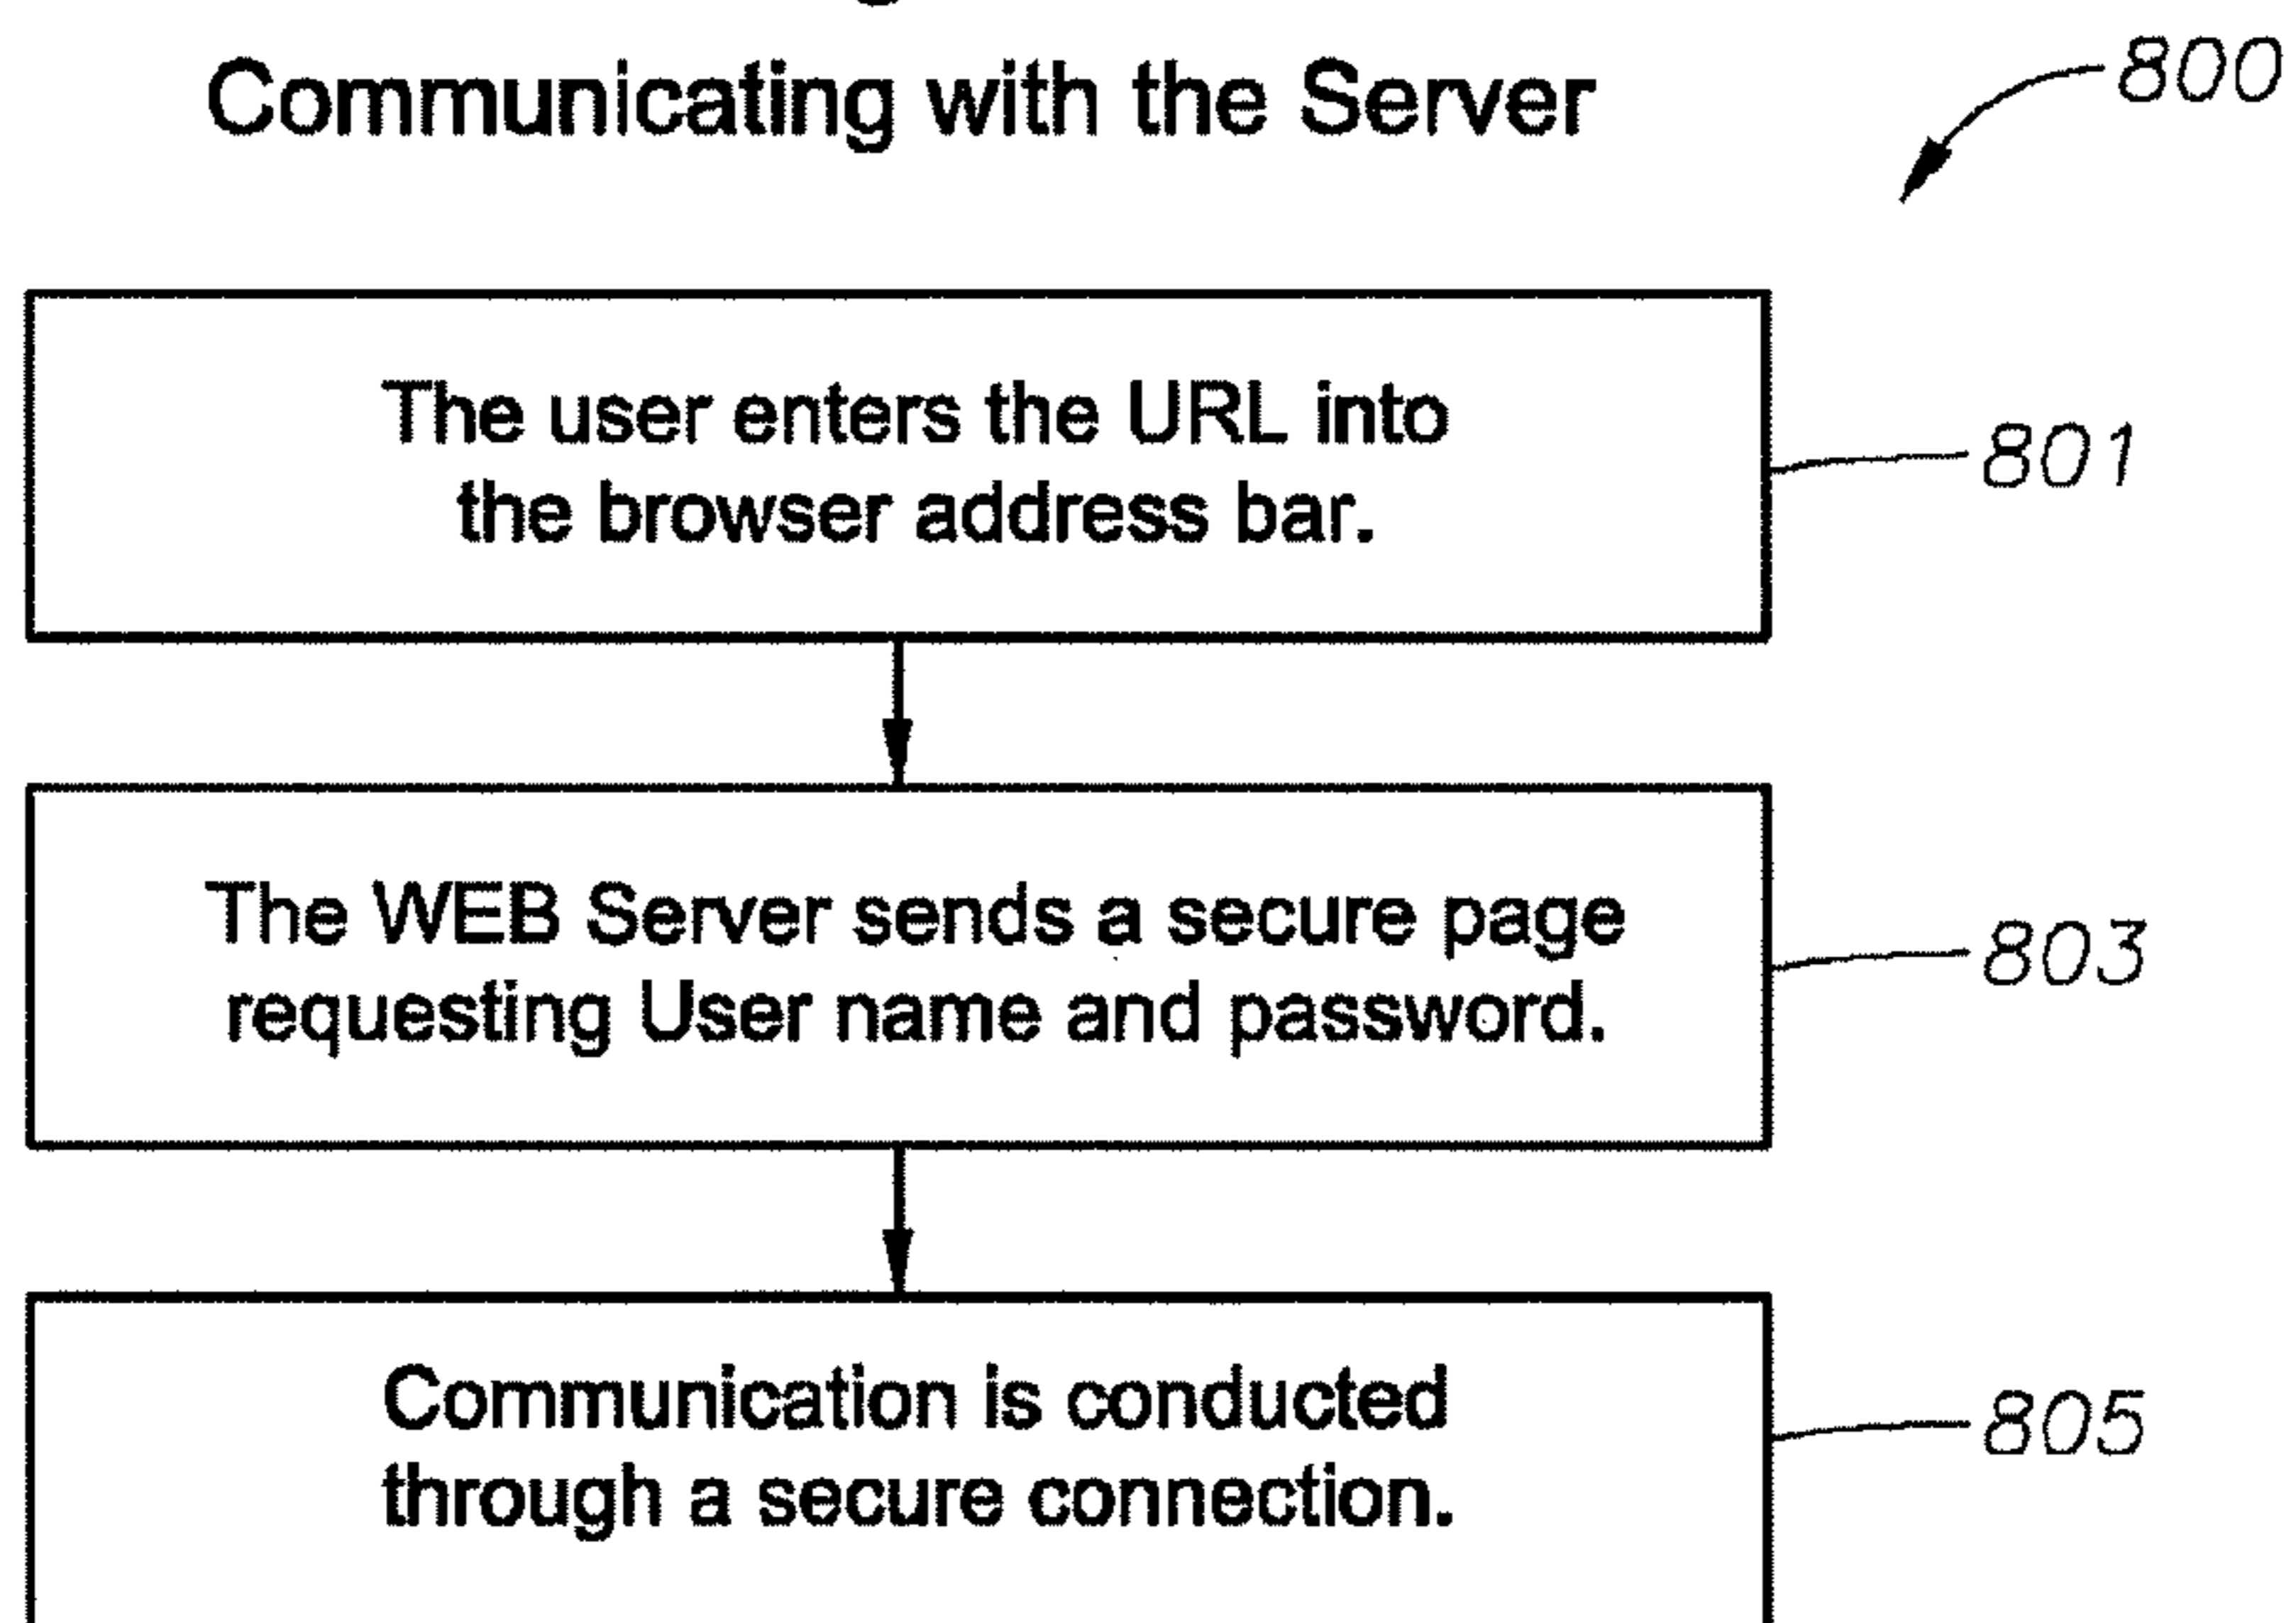 Communicating with the Server
800
The user enters the URL into
the browser address bar.
801
The WEB Server sends a secure page
requesting User name and password.
803
Communication is conducted
through a secure connection.
805